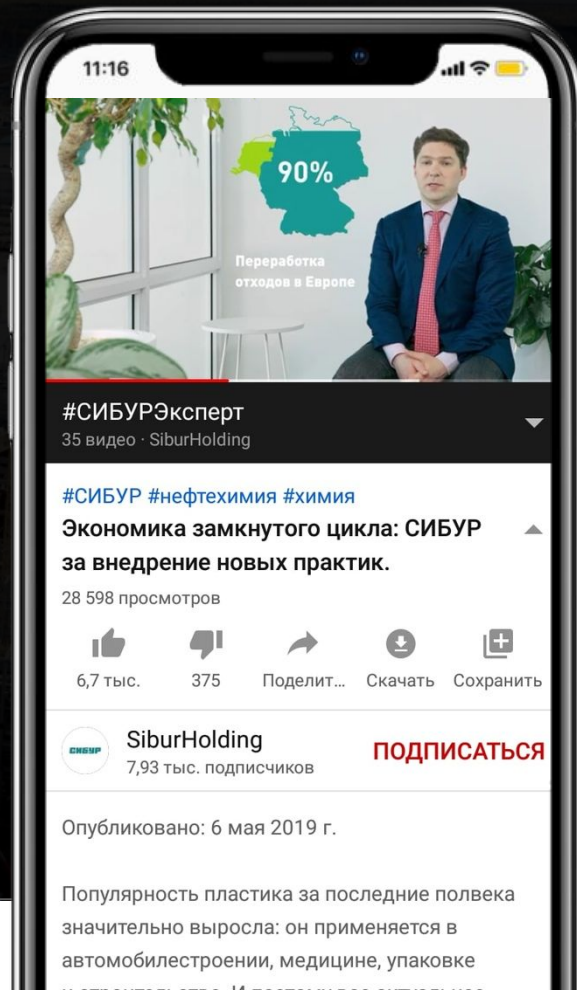 11:16
90%
Переработка
отходов в Европе
#СИБУРЭксперт
35 видео · SiburHolding
#СИБУР #нефтехимия #химия
Экономика замкнутого цикла: СИБУР
за внедрение новых практик.
28 598 просмотров
6,7 тыс. 375 Поделит... Скачать Сохранить
СИБУР
SiburHolding
7,93 тыс. подписчиков
ПОДПИСАТЬСЯ
Опубликовано: 6 мая 2019 г.
Популярность пластика за последние полвека
значительно выросла: он применяется в
автомобилестроении, медицине, упаковке